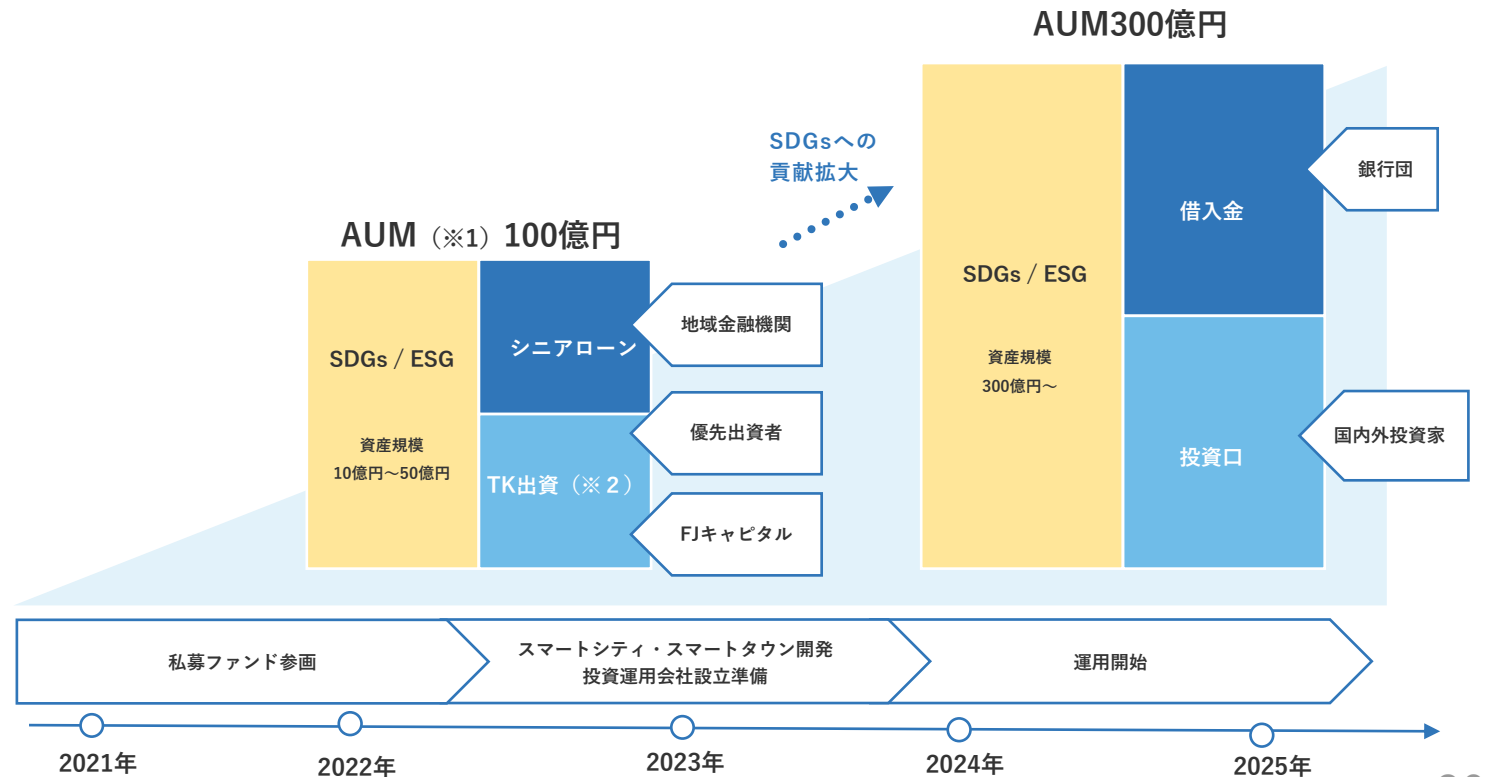 AUM300億円
SDGsへの
貢献拡大
銀行団
借入金
AUM（※1）100億円
SDGs / ESG
地域金融機関
シニアローン
資産規模
300億円～
SDGs / ESG
優先出資者
国内外投資家
資産規模
10億円～50億円
投資口
TK出資（※２）
FJキャピタル
私募ファンド参画
スマートシティ・スマートタウン開発
投資運用会社設立準備
運用開始
2021年
2022年
2023年
2024年
2025年